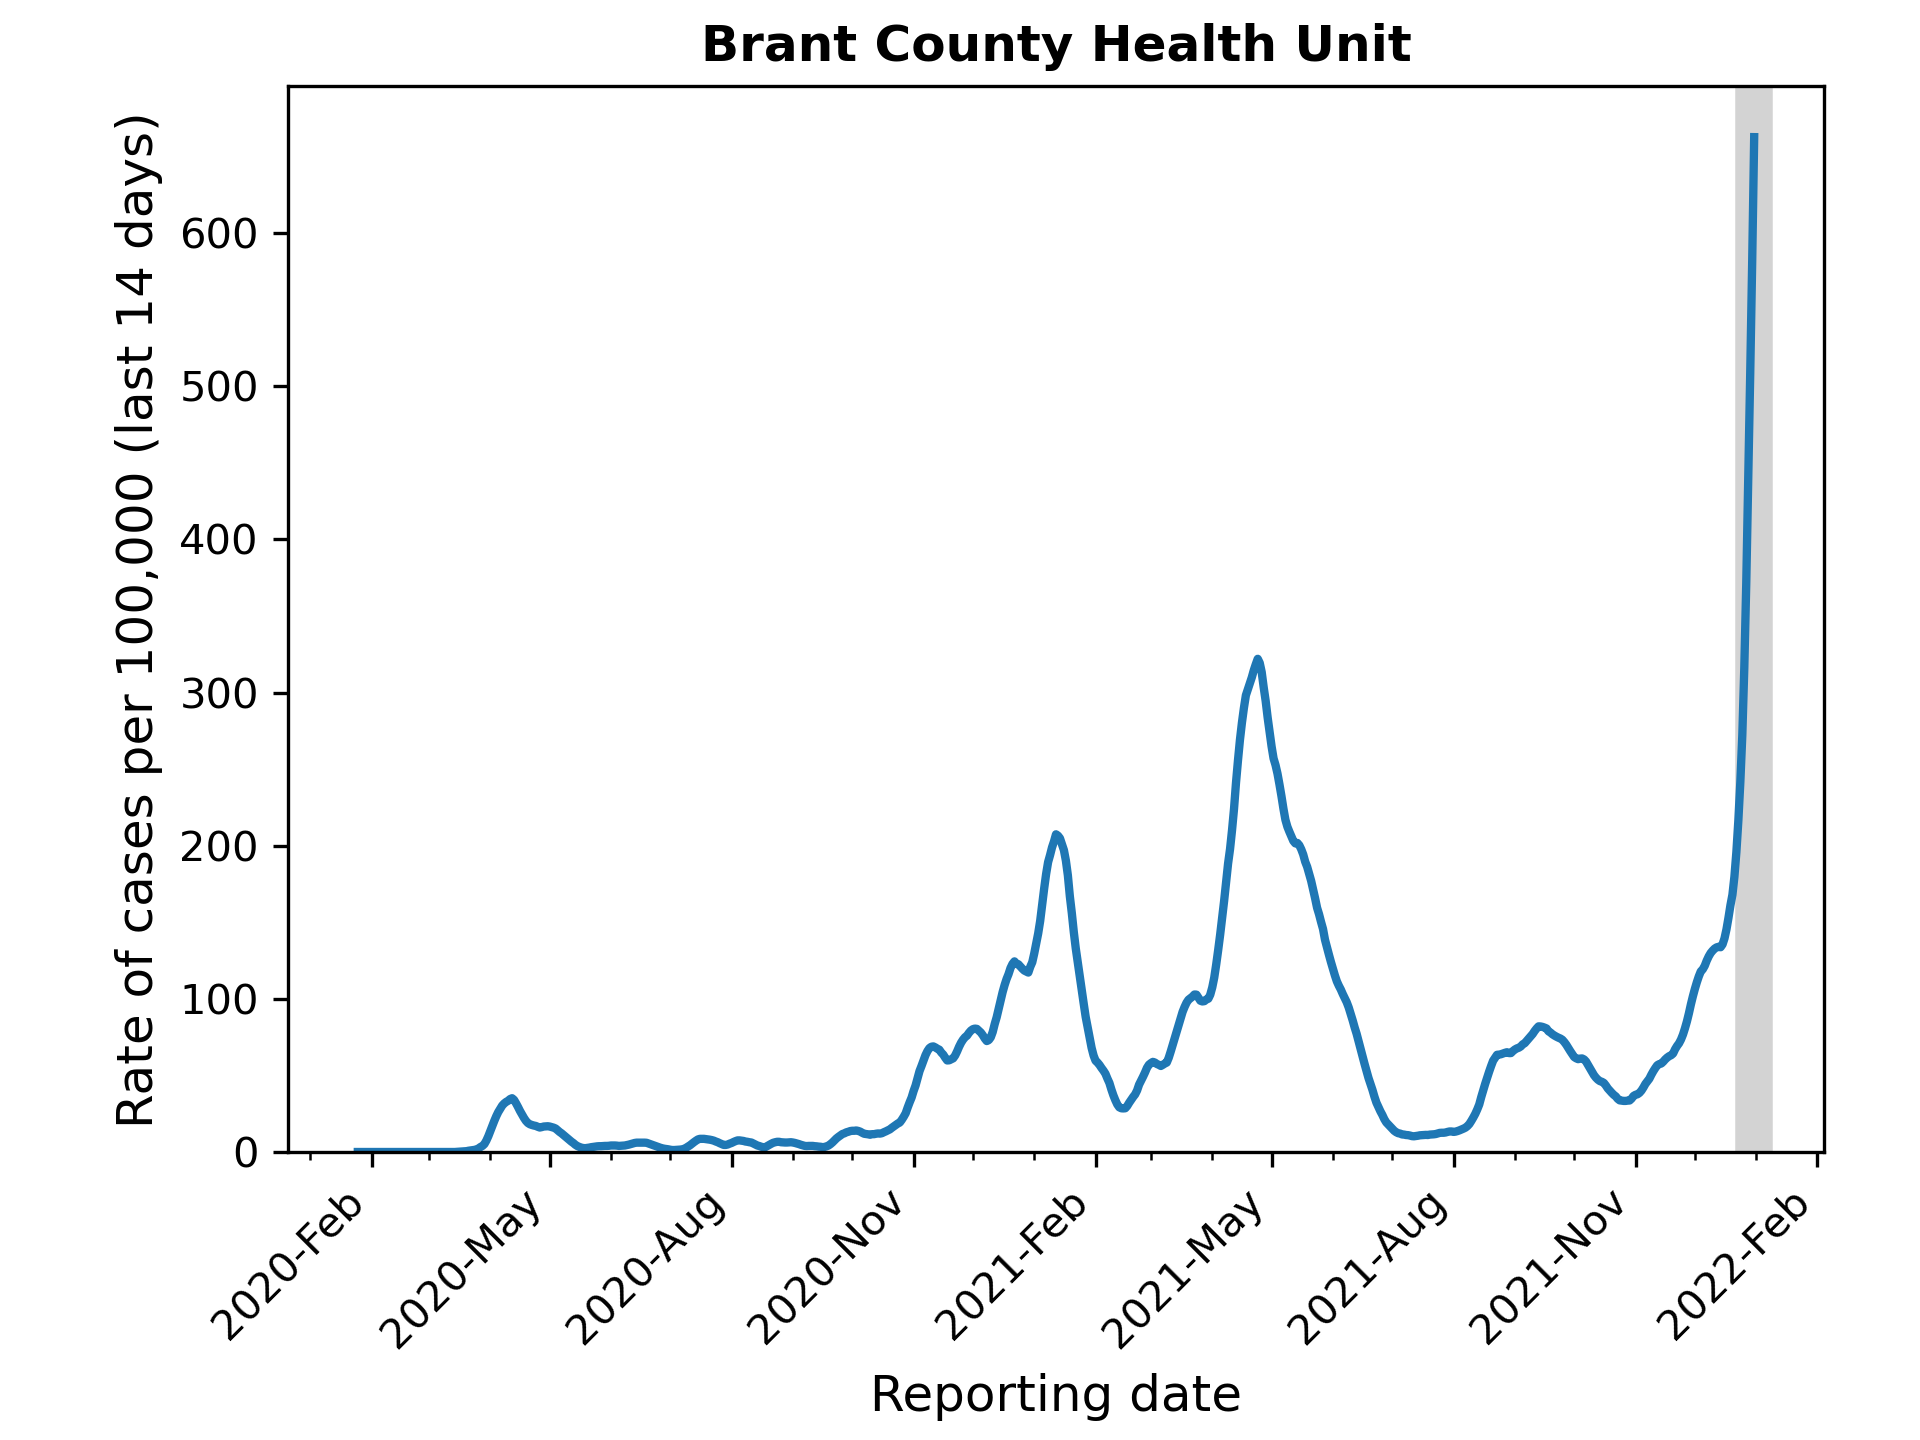 Brant County Health Unit
Rate of cases per 100,000 (last 14 days)
600
500
400
300
200
100
0
2020-Feb
2020-May
2020-Aug
2020-Nov
2021-Feb
2021-May
2021-Aug
2021-Nov
2022-Feb
Reporting date